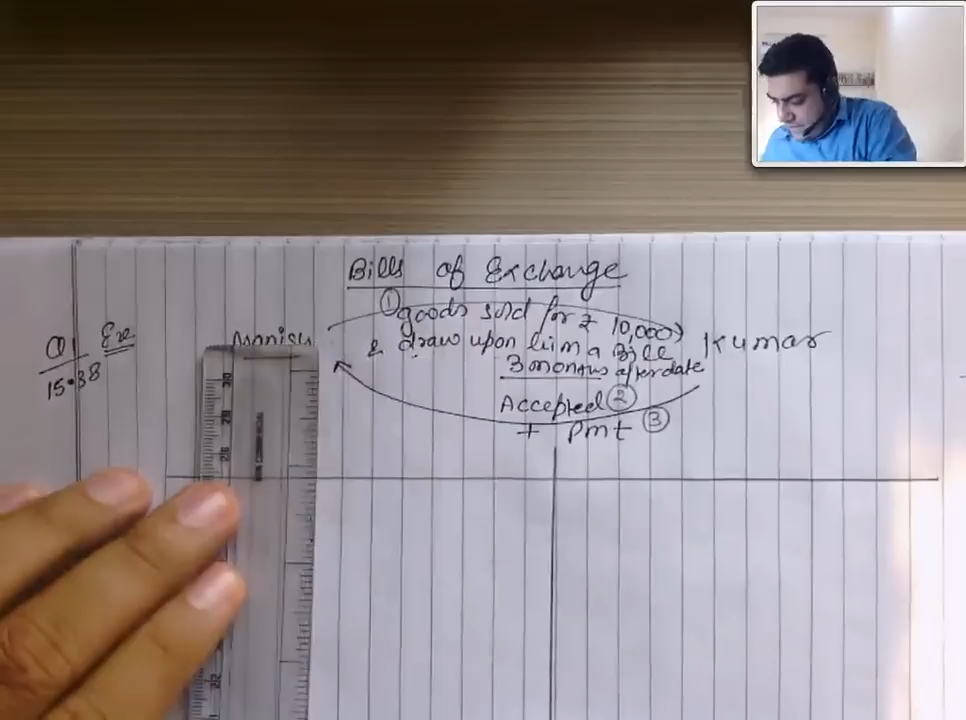 Bills of Exchange
Q1 Exe
15.38
Manish
① goods sold for ₹ 10,000
& draw upon him a Bill
3 months after date
Kumar
Accepted ②
+ Pmt ③